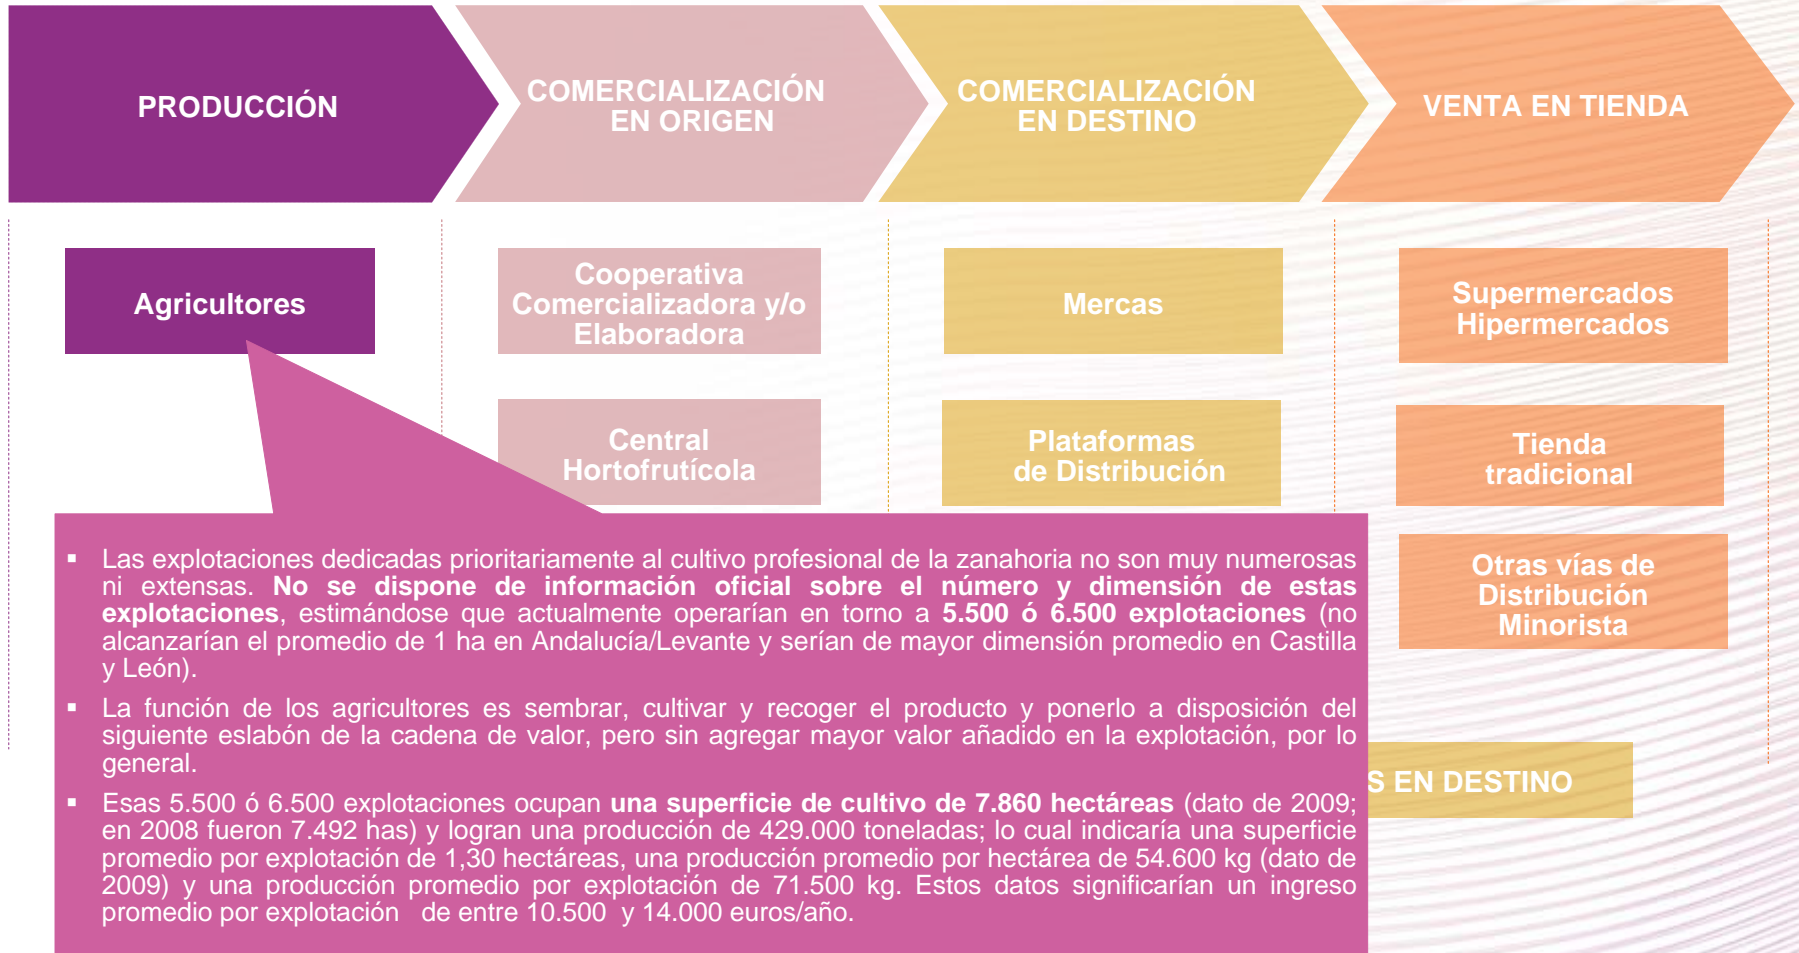 PRODUCCIÓN
COMERCIALIZACIÓN
EN ORIGEN
COMERCIALIZACIÓN
EN DESTINO
VENTA EN TIENDA
Agricultores
Cooperativa
Comercializadora y/o
Elaboradora
Mercas
Supermercados
Hipermercados
Central
Hortofrutícola
Plataformas
de Distribución
Tienda
tradicional
Otras vías de
Distribución
Minorista
S EN DESTINO
▪ Las explotaciones dedicadas prioritariamente al cultivo profesional de la zanahoria no son muy numerosas
ni extensas. No se dispone de información oficial sobre el número y dimensión de estas
explotaciones, estimándose que actualmente operarían en torno a 5.500 ó 6.500 explotaciones (no
alcanzarían el promedio de 1 ha en Andalucía/Levante y serían de mayor dimensión promedio en Castilla
y León).
▪ La función de los agricultores es sembrar, cultivar y recoger el producto y ponerlo a disposición del
siguiente eslabón de la cadena de valor, pero sin agregar mayor valor añadido en la explotación, por lo
general.
▪ Esas 5.500 ó 6.500 explotaciones ocupan una superficie de cultivo de 7.860 hectáreas (dato de 2009;
en 2008 fueron 7.492 has) y logran una producción de 429.000 toneladas; lo cual indicaría una superficie
promedio por explotación de 1,30 hectáreas, una producción promedio por hectárea de 54.600 kg (dato de
2009) y una producción promedio por explotación de 71.500 kg. Estos datos significarían un ingreso
promedio por explotación de entre 10.500 y 14.000 euros/año.